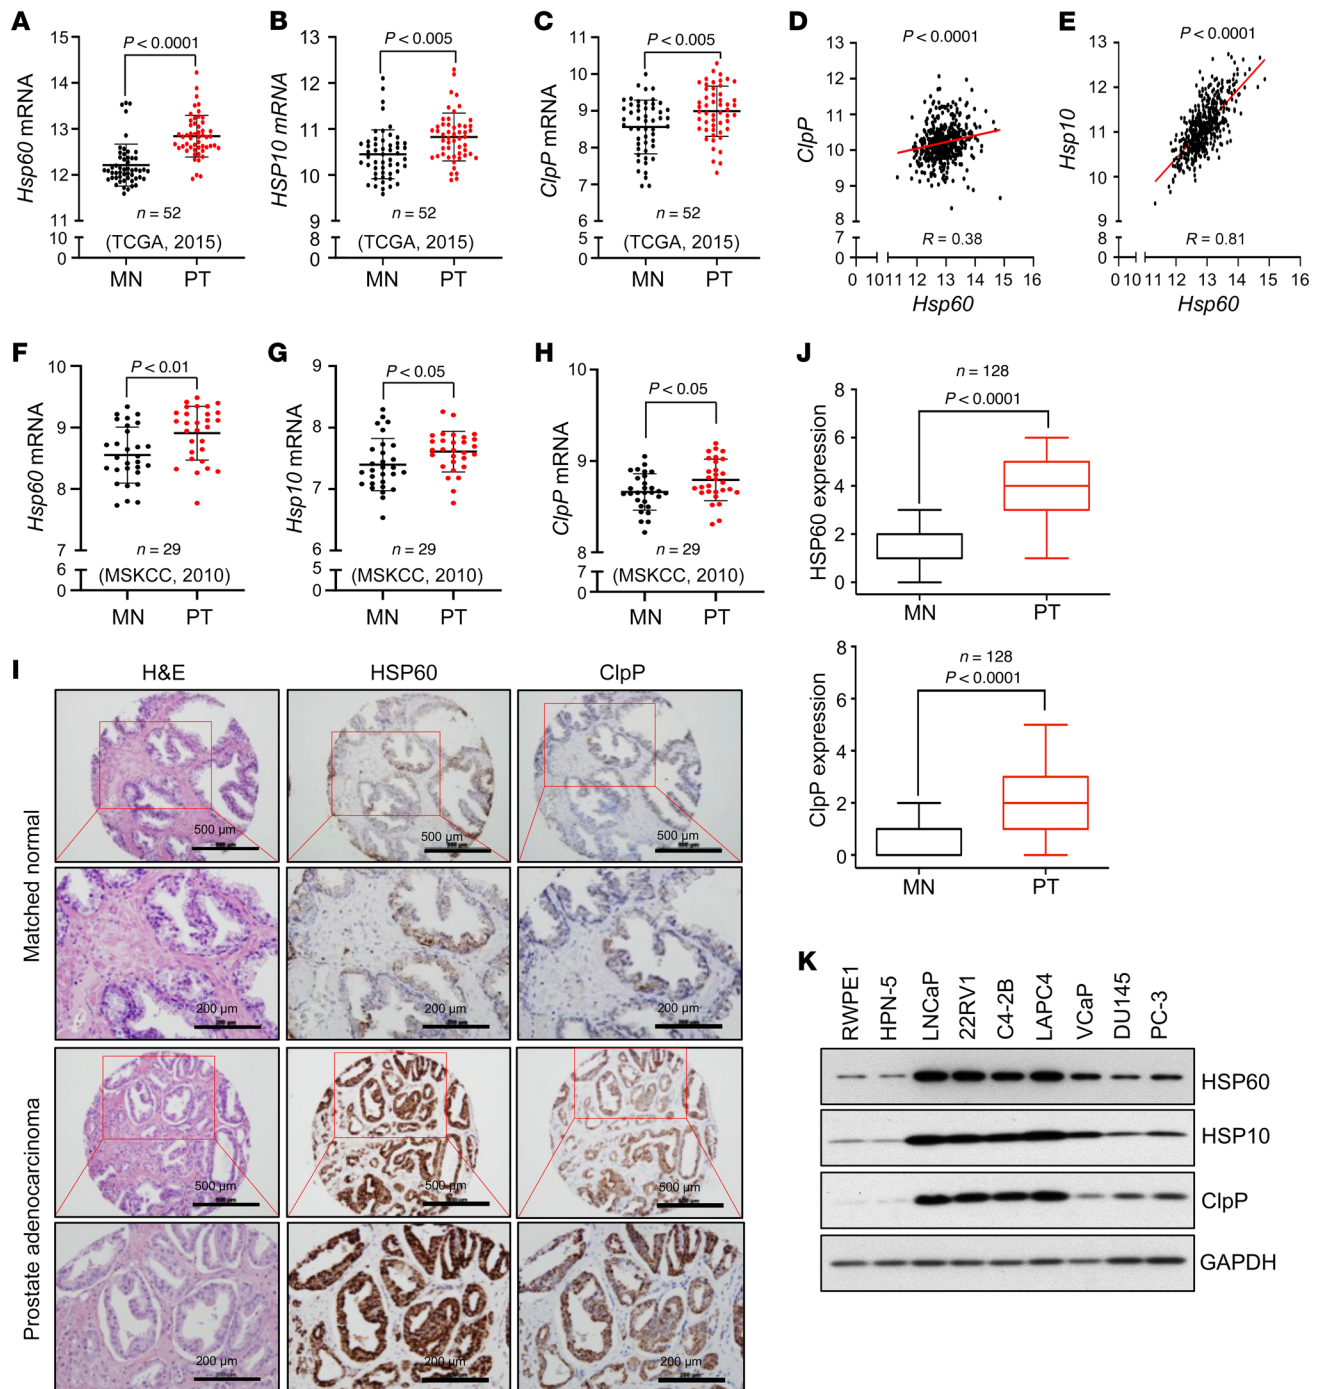 A
Hsp60 mRNA
15
14
13
12
11
10
0
P < 0.0001
n = 52
(TCGA, 2015)
MN PT
B
HSP10 mRNA
13
12
11
10
9
8
0
P < 0.005
n = 52
(TCGA, 2015)
MN PT
C
ClpP mRNA
11
10
9
8
7
6
5
0
P < 0.005
n = 52
(TCGA, 2015)
MN PT
D
ClpP
13
12
11
10
9
8
7
0
P < 0.0001
R = 0.38
0 10 11 12 13 14 15 16
Hsp60
E
Hsp10
13
12
11
10
9
8
0
P < 0.0001
R = 0.81
0 10 11 12 13 14 15 16
Hsp60
F
Hsp60 mRNA
10
9
8
7
6
0
P < 0.01
n = 29
(MSKCC, 2010)
MN PT
G
Hsp10 mRNA
9
8
7
6
5
0
P < 0.05
n = 29
(MSKCC, 2010)
MN PT
H
ClpP mRNA
10
9
8
7
0
P < 0.05
n = 29
(MSKCC, 2010)
MN PT
J
HSP60 expression
8
6
4
2
0
n = 128
P < 0.0001
MN PT
ClpP expression
8
6
4
2
0
n = 128
P < 0.0001
MN PT
I
H&E HSP60 ClpP
Matched normal
500 µm 500 µm 500 µm
200 µm 200 µm 200 µm
Prostate adenocarcinoma
500 µm 500 µm 500 µm
200 µm 200 µm 200 µm
K
RWPE1 HPN-5 LNCaP 22RV1 C4-2B LAPC4 VCaP DU145 PC-3
HSP60
HSP10
ClpP
GAPDH